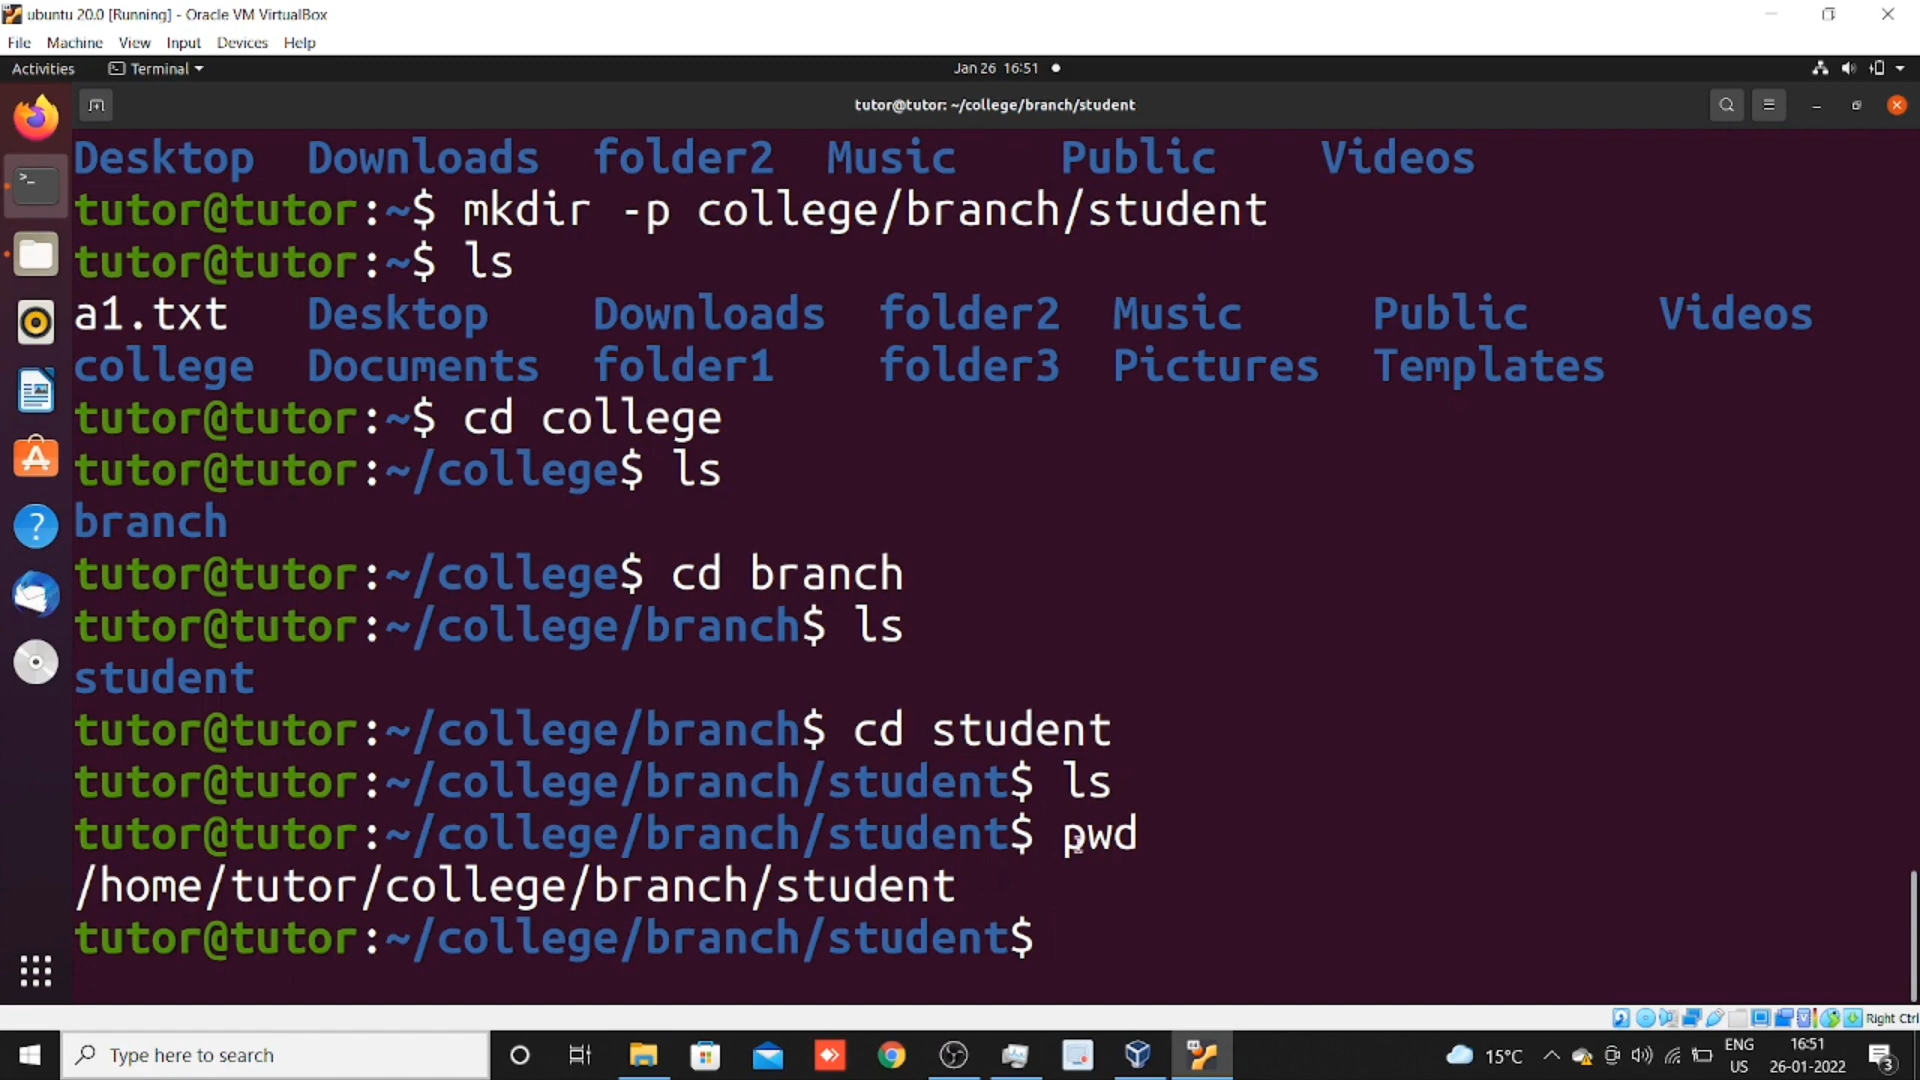 ubuntu 20.0 [Running] - Oracle VM VirtualBox
File Machine View Input Devices Help
Activities Terminal Jan 26 16:51
tutor@tutor: ~/college/branch/student
Desktop Downloads folder2 Music Public Videos
tutor@tutor:~$ mkdir -p college/branch/student
tutor@tutor:~$ ls
a1.txt Desktop Downloads folder2 Music Public Videos
college Documents folder1 folder3 Pictures Templates
tutor@tutor:~$ cd college
tutor@tutor:~/college$ ls
branch
tutor@tutor:~/college$ cd branch
tutor@tutor:~/college/branch$ ls
student
tutor@tutor:~/college/branch$ cd student
tutor@tutor:~/college/branch/student$ ls
tutor@tutor:~/college/branch/student$ pwd
/home/tutor/college/branch/student
tutor@tutor:~/college/branch/student$
Right Ctrl
Type here to search
15°C
ENG
US
16:51
26-01-2022
3